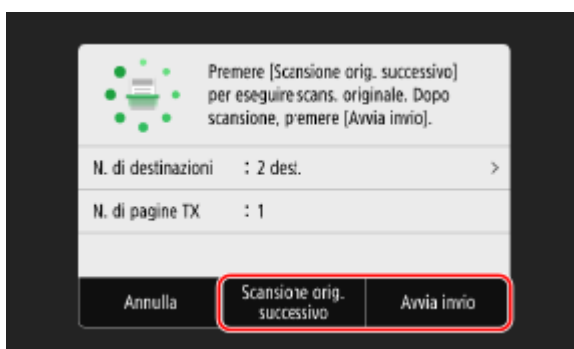 Premere [Scansione orig. successivo]
per eseguire scans. originale. Dopo
scansione, premere [Avvia invio].
N. di destinazioni : 2 dest. >
N. di pagine TX : 1
Annulla
Scansione orig.
successivo
Avvia invio